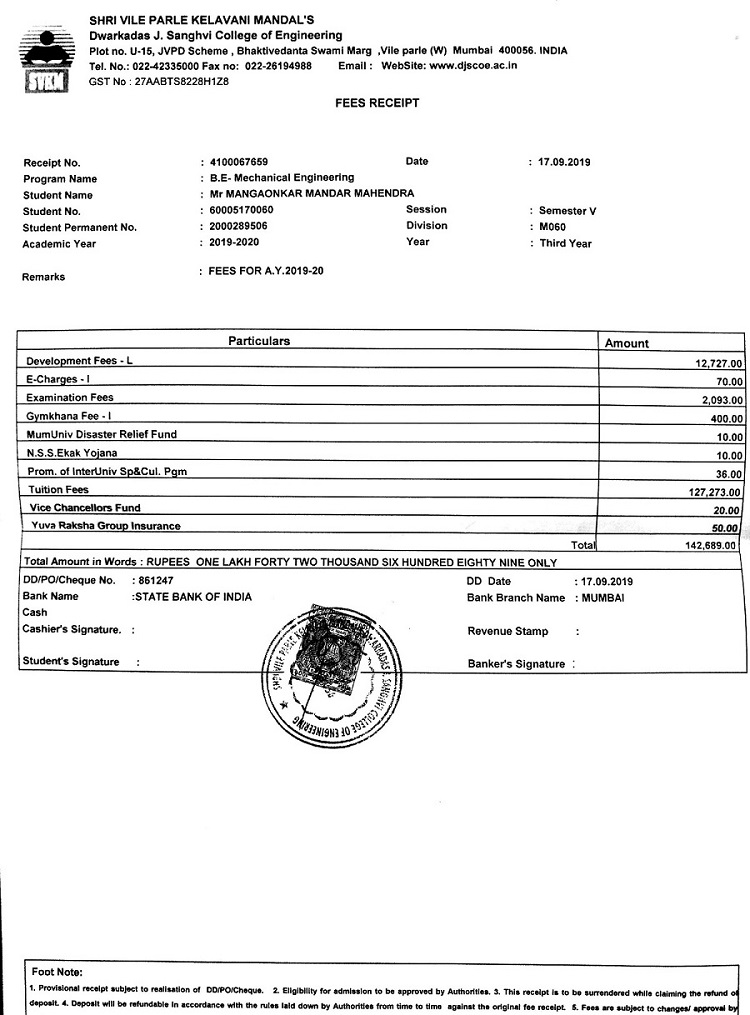 SHRI VILE PARLE KELAVANI MANDAL'S
Dwarkadas J. Sanghvi College of Engineering
Plot no. U-15, JVPD Scheme , Bhaktivedanta Swami Marg ,Vile parle (W) Mumbai 400056. INDIA
Tel. No.: 022-42335000 Fax no: 022-26194988 Email : WebSite: www.djscoe.ac.in
GST No : 27AABTS8228H1Z8
SVKM
FEES RECEIPT
Receipt No. : 4100067659 Date : 17.09.2019
Program Name : B.E- Mechanical Engineering
Student Name : Mr MANGAONKAR MANDAR MAHENDRA
Student No. : 60005170060 Session : Semester V
Student Permanent No. : 2000289506 Division : M060
Academic Year : 2019-2020 Year : Third Year
Remarks : FEES FOR A.Y.2019-20
Particulars Amount
Development Fees - L 12,727.00
E-Charges - I 70.00
Examination Fees 2,093.00
Gymkhana Fee - I 400.00
MumUniv Disaster Relief Fund 10.00
N.S.S.Ekak Yojana 10.00
Prom. of InterUniv Sp&Cul. Pgm 36.00
Tuition Fees 127,273.00
Vice Chancellors Fund 20.00
Yuva Raksha Group Insurance 50.00
Total 142,689.00
Total Amount in Words : RUPEES ONE LAKH FORTY TWO THOUSAND SIX HUNDRED EIGHTY NINE ONLY
DD/PO/Cheque No. : 861247 DD Date : 17.09.2019
Bank Name :STATE BANK OF INDIA Bank Branch Name : MUMBAI
Cash
Cashier's Signature. : Revenue Stamp :
Student's Signature : Banker's Signature :
SHRI VILE PARLE SANGHVI COLLEGE OF ENGINEERING
Foot Note:
1. Provisional receipt subject to realisation of DD/PO/Cheque. 2. Eligibility for admission to be approved by Authorities. 3. This receipt is to be surrendered while claiming the refund of
deposit. 4. Deposit will be refundable in accordance with the rules laid down by Authorities from time to time against the original fee receipt. 5. Fees are subject to changes/ approval by